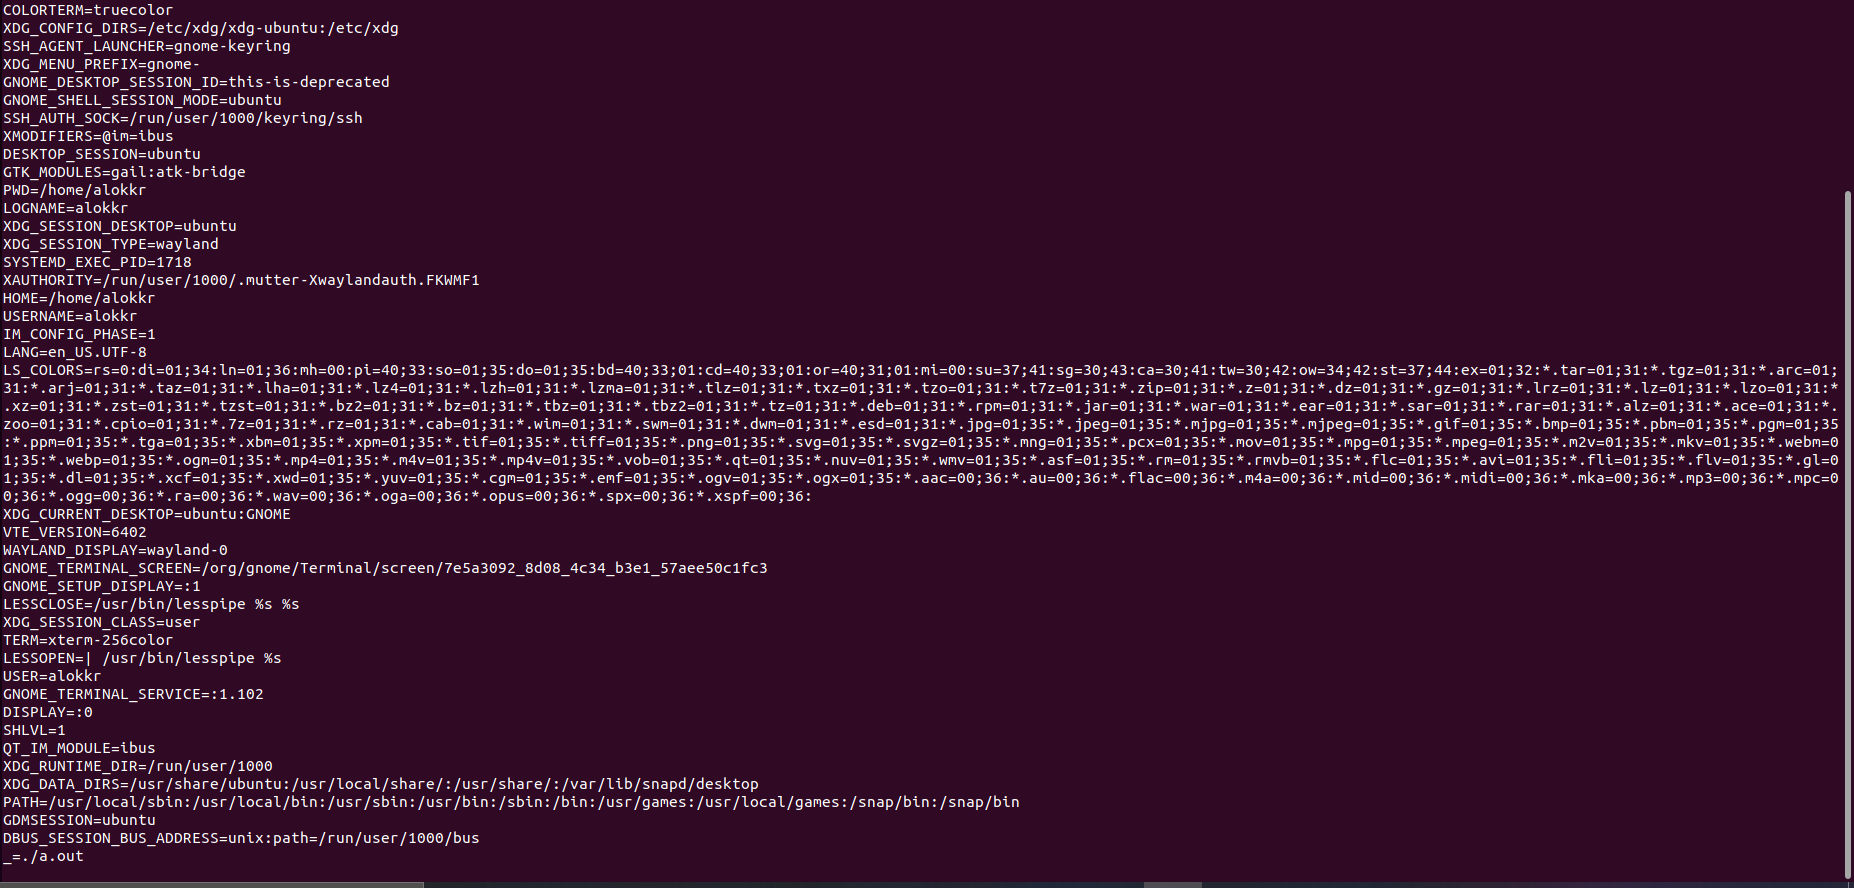 COLORTERM=truecolor
XDG_CONFIG_DIRS=/etc/xdg/xdg-ubuntu:/etc/xdg
SSH_AGENT_LAUNCHER=gnome-keyring
XDG_MENU_PREFIX=gnome-
GNOME_DESKTOP_SESSION_ID=this-is-deprecated
GNOME_SHELL_SESSION_MODE=ubuntu
SSH_AUTH_SOCK=/run/user/1000/keyring/ssh
XMODIFIERS=@im=ibus
DESKTOP_SESSION=ubuntu
GTK_MODULES=gail:atk-bridge
PWD=/home/alokkr
LOGNAME=alokkr
XDG_SESSION_DESKTOP=ubuntu
XDG_SESSION_TYPE=wayland
SYSTEMD_EXEC_PID=1718
XAUTHORITY=/run/user/1000/.mutter-Xwaylandauth.FKWMF1
HOME=/home/alokkr
USERNAME=alokkr
IM_CONFIG_PHASE=1
LANG=en_US.UTF-8
LS_COLORS=rs=0:di=01;34:ln=01;36:mh=00:pi=40;33:so=01;35:do=01;35:bd=40;33;01:cd=40;33;01:or=40;31;01:mi=00:su=37;41:sg=30;43:ca=30;41:tw=30;42:ow=34;42:st=37;44:ex=01;32:*.tar=01;31:*.tgz=01;31:*.arc=01;
31:*.arj=01;31:*.taz=01;31:*.lha=01;31:*.lz4=01;31:*.lzh=01;31:*.lzma=01;31:*.tlz=01;31:*.txz=01;31:*.tzo=01;31:*.t7z=01;31:*.zip=01;31:*.z=01;31:*.dz=01;31:*.gz=01;31:*.lrz=01;31:*.lz=01;31:*.lzo=01;31:*
.xz=01;31:*.zst=01;31:*.tzst=01;31:*.bz2=01;31:*.bz=01;31:*.tbz=01;31:*.tbz2=01;31:*.tz=01;31:*.deb=01;31:*.rpm=01;31:*.jar=01;31:*.war=01;31:*.ear=01;31:*.sar=01;31:*.rar=01;31:*.alz=01;31:*.ace=01;31:*.
zoo=01;31:*.cpio=01;31:*.7z=01;31:*.rz=01;31:*.cab=01;31:*.wim=01;31:*.swm=01;31:*.dwm=01;31:*.esd=01;31:*.jpg=01;35:*.jpeg=01;35:*.mjpg=01;35:*.mjpeg=01;35:*.gif=01;35:*.bmp=01;35:*.pbm=01;35:*.pgm=01;35
:*.ppm=01;35:*.tga=01;35:*.xbm=01;35:*.xpm=01;35:*.tif=01;35:*.tiff=01;35:*.png=01;35:*.svg=01;35:*.svgz=01;35:*.mng=01;35:*.pcx=01;35:*.mov=01;35:*.mpg=01;35:*.mpeg=01;35:*.m2v=01;35:*.mkv=01;35:*.webm=0
1;35:*.webp=01;35:*.ogm=01;35:*.mp4=01;35:*.m4v=01;35:*.mp4v=01;35:*.vob=01;35:*.qt=01;35:*.nuv=01;35:*.wmv=01;35:*.asf=01;35:*.rm=01;35:*.rmvb=01;35:*.flc=01;35:*.avi=01;35:*.fli=01;35:*.flv=01;35:*.gl=0
1;35:*.dl=01;35:*.xcf=01;35:*.xwd=01;35:*.yuv=01;35:*.cgm=01;35:*.emf=01;35:*.ogv=01;35:*.ogx=01;35:*.aac=00;36:*.au=00;36:*.flac=00;36:*.m4a=00;36:*.mid=00;36:*.midi=00;36:*.mka=00;36:*.mp3=00;36:*.mpc=0
0;36:*.ogg=00;36:*.ra=00;36:*.wav=00;36:*.oga=00;36:*.opus=00;36:*.spx=00;36:*.xspf=00;36:
XDG_CURRENT_DESKTOP=ubuntu:GNOME
VTE_VERSION=6402
WAYLAND_DISPLAY=wayland-0
GNOME_TERMINAL_SCREEN=/org/gnome/Terminal/screen/7e5a3092_8d08_4c34_b3e1_57aee50c1fc3
GNOME_SETUP_DISPLAY=:1
LESSCLOSE=/usr/bin/lesspipe %s %s
XDG_SESSION_CLASS=user
TERM=xterm-256color
LESSOPEN=| /usr/bin/lesspipe %s
USER=alokkr
GNOME_TERMINAL_SERVICE=:1.102
DISPLAY=:0
SHLVL=1
QT_IM_MODULE=ibus
XDG_RUNTIME_DIR=/run/user/1000
XDG_DATA_DIRS=/usr/share/ubuntu:/usr/local/share/:/usr/share/:/var/lib/snapd/desktop
PATH=/usr/local/sbin:/usr/local/bin:/usr/sbin:/usr/bin:/sbin:/bin:/usr/games:/usr/local/games:/snap/bin:/snap/bin
GDMSESSION=ubuntu
DBUS_SESSION_BUS_ADDRESS=unix:path=/run/user/1000/bus
_=./a.out